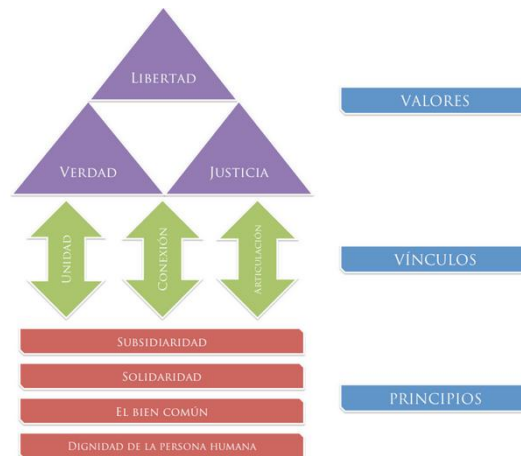 LIBERTAD
VALORES
VERDAD
JUSTICIA
UNIDAD
CONEXIÓN
ARTICULACIÓN
VÍNCULOS
SUBSIDIARIDAD
SOLIDARIDAD
EL BIEN COMÚN
PRINCIPIOS
DIGNIDAD DE LA PERSONA HUMANA